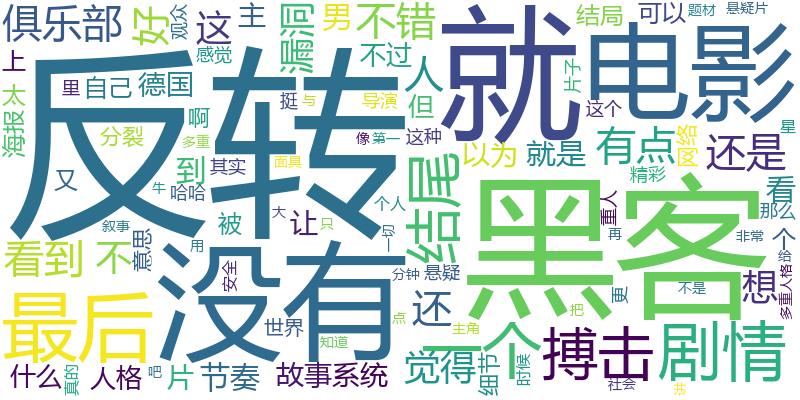 俱乐部
好
观众
这
主
感觉
漏洞
男
不错
不过
就
结局
可以
题材
悬疑片
电影
片子
上
里
自己
德国
反转
人
但
海报
太
分裂
多重
啊
挺
与
导演
像
第一
这种
这个
星
有点
网络
还是
以为
就是
到
其实
面具
结尾
精彩
看
那么
又
牛
哈哈
个人
黑客
重人
叙事
用
被
大
让
只
一切
再
非常
个
看到
不
意思
没有
安全
分钟
悬疑
还
更
不是
想
给
多重人格
最后
世界
知道
点
主角
一个
把
搏击
剧情
什么
真的
人格
吧
片
节奏
故事
系统
觉得
细节
时候
社会
进